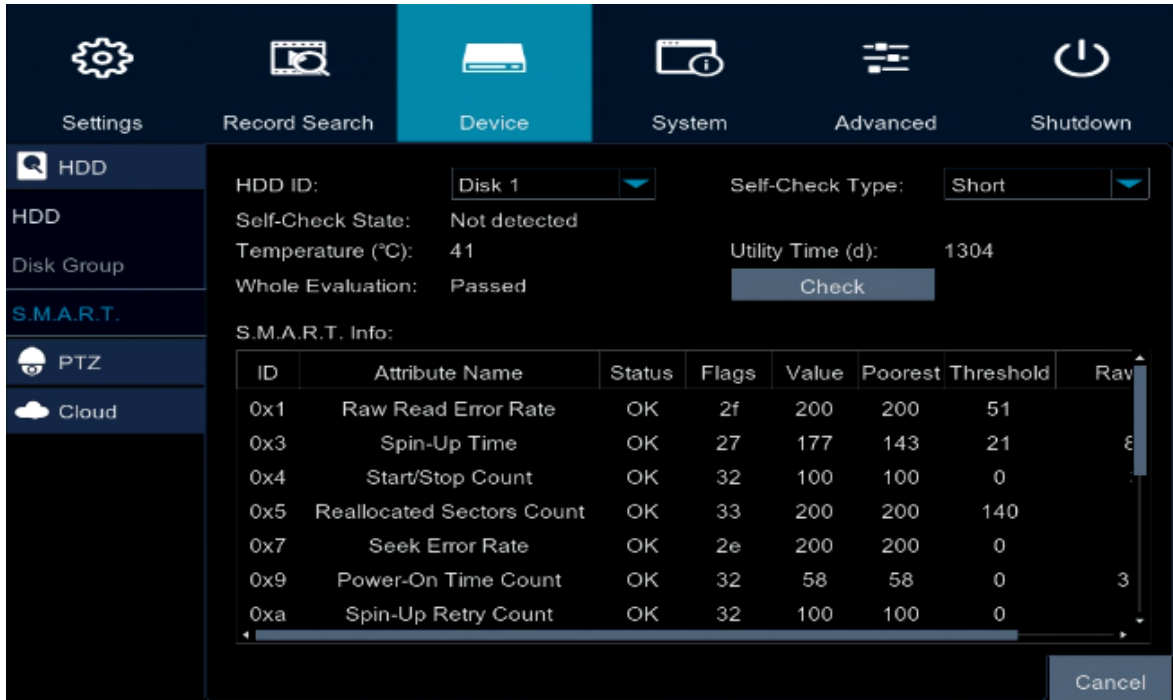 Settings Record Search Device System Advanced Shutdown
HDD
HDD
Disk Group
S.M.A.R.T.
PTZ
Cloud
HDD ID: Disk 1 Self-Check Type: Short
Self-Check State: Not detected
Temperature (°C): 41 Utility Time (d): 1304
Whole Evaluation: Passed Check
S.M.A.R.T. Info:
ID Attribute Name Status Flags Value Poorest Threshold
0x1 Raw Read Error Rate OK 2f 200 200 51
0x3 Spin-Up Time OK 27 177 143 21
0x4 Start/Stop Count OK 32 100 100 0
0x5 Reallocated Sectors Count OK 33 200 200 140
0x7 Seek Error Rate OK 2e 200 200 0
0x9 Power-On Time Count OK 32 58 58 0 3
0xa Spin-Up Retry Count OK 32 100 100 0
Cancel